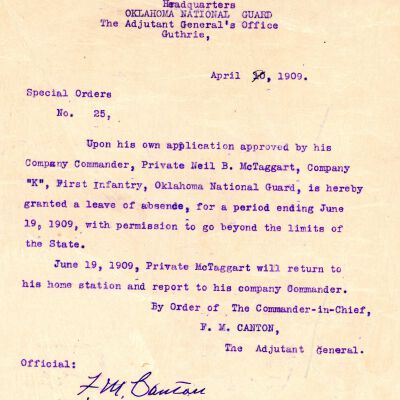 Headquarters
OKLAHOMA NATIONAL GUARD
The Adjutant General's Office
Guthrie,
April 10, 1909.
Special Orders
No. 25,
Upon his own application approved by his
Company Commander, Private Neil B. McTaggart, Company
"K", First Infantry, Oklahoma National Guard, is hereby
granted a leave of absende, for a period ending June
19, 1909, with permission to go beyond the limits of
the State.
June 19, 1909, Private McTaggart will return to
his home station and report to his company Commander.
By Order of The Commander-in-Chief,
F. M. CANTON,
The Adjutant General.
Official:
F. M. Canton